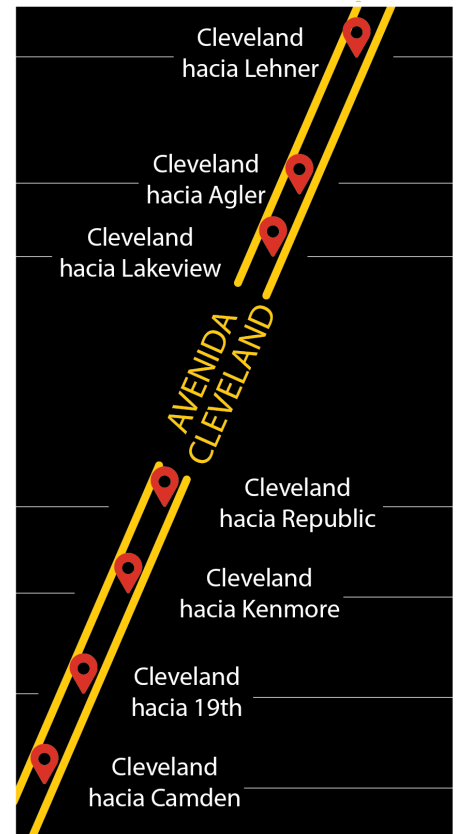 Cleveland
hacia Lehner
Cleveland
hacia Agler
Cleveland
hacia Lakeview
AVENIDA
CLEVELAND
Cleveland
hacia Republic
Cleveland
hacia Kenmore
Cleveland
hacia 19th
Cleveland
hacia Camden